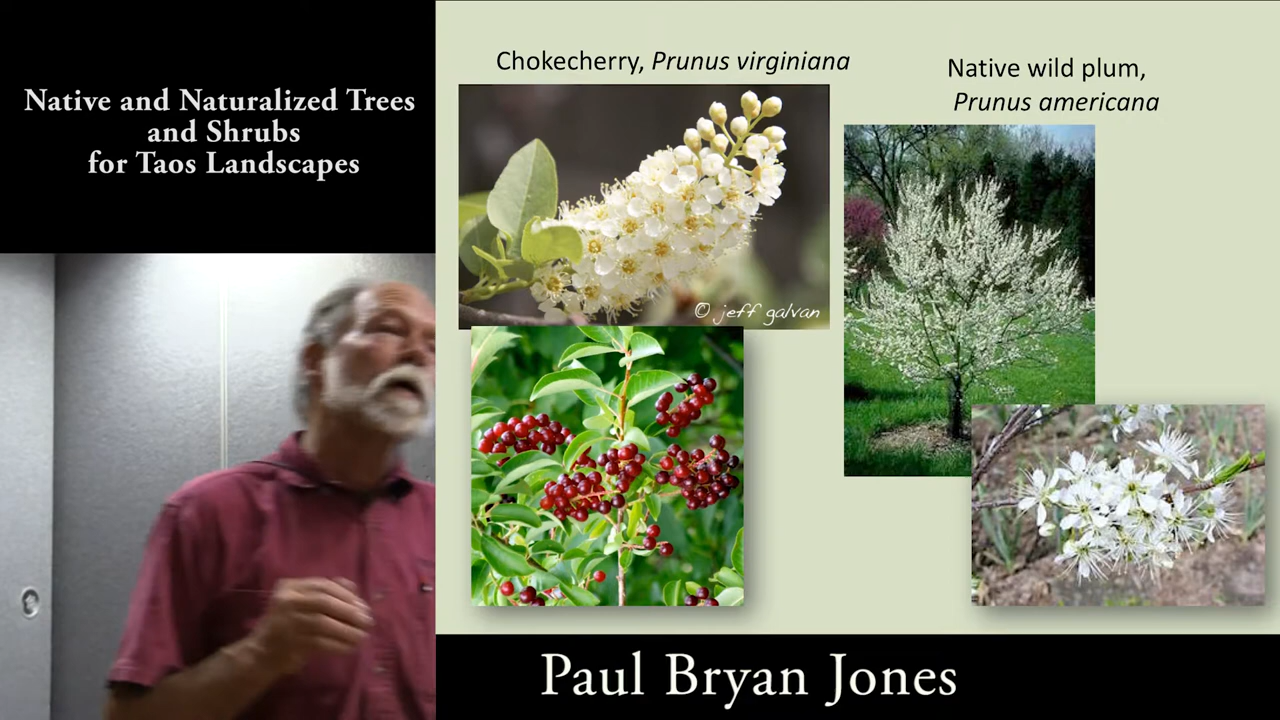 Native and Naturalized Trees
and Shrubs
for Taos Landscapes
Chokecherry, Prunus virginiana
Native wild plum,
Prunus americana
© jeff galvan
Paul Bryan Jones